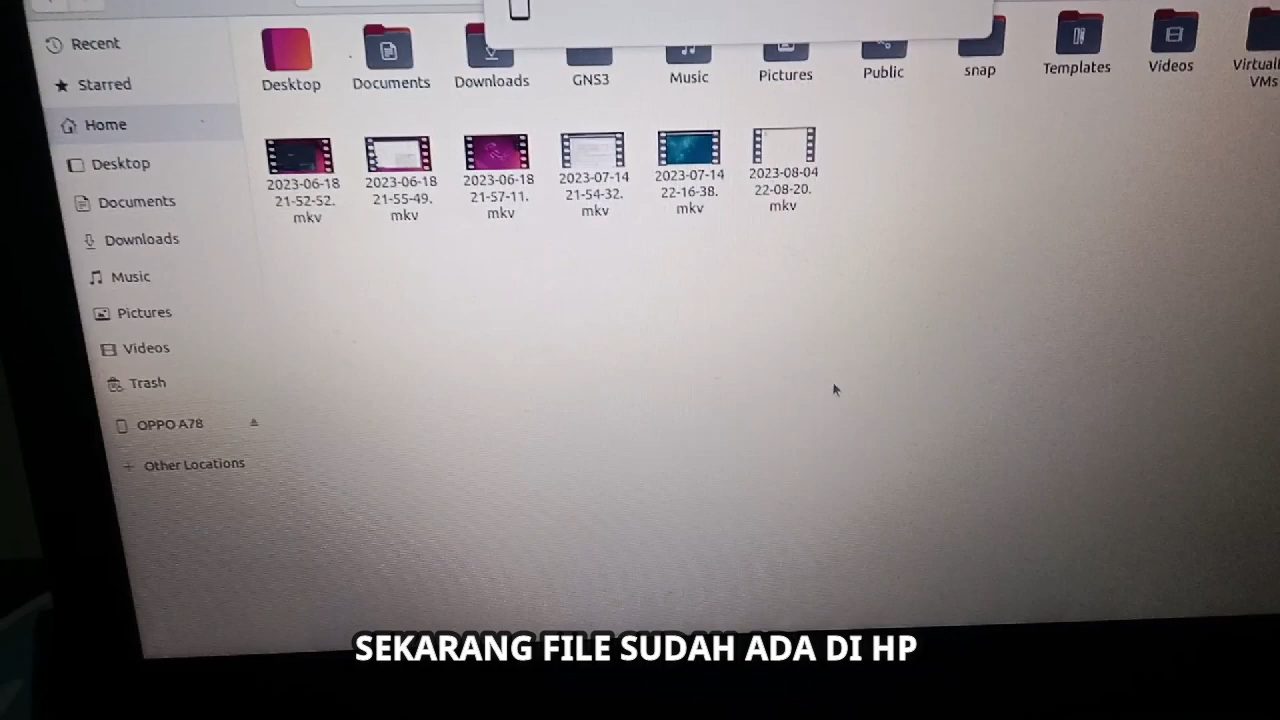 Recent
Starred
Home
Desktop
Documents
Downloads
Music
Pictures
Videos
Trash
OPPO A78
Other Locations
Desktop
Documents
Downloads
GNS3
Music
Pictures
Public
snap
Templates
Videos
VMs
2023-06-18
21-52-52.
mkv
2023-06-18
21-55-49.
mkv
2023-06-18
21-57-11.
mkv
2023-07-14
21-54-32.
mkv
2023-07-14
22-16-38.
mkv
2023-08-04
22-08-20.
mkv
SEKARANG FILE SUDAH ADA DI HP